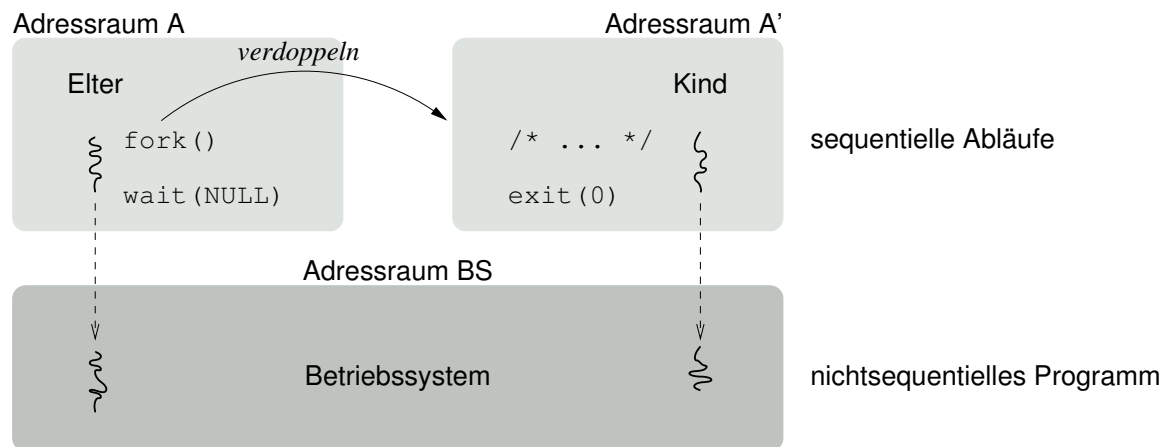 Adressraum A
Adressraum A’
verdoppeln
Elter
Kind
fork()
/* ... */
sequentielle Abläufe
wait(NULL)
exit(0)
Adressraum BS
Betriebssystem
nichtsequentielles Programm